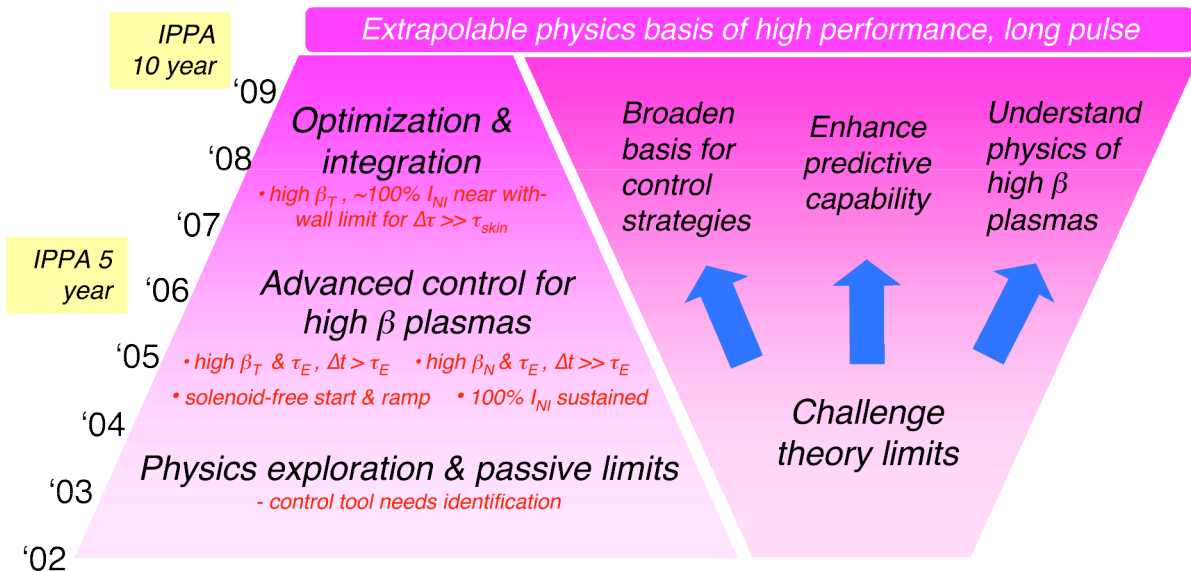 IPPA
10 year
Extrapolable physics basis of high performance, long pulse
‘09
‘08
‘07
IPPA 5
year
‘06
‘05
‘04
‘03
‘02
Optimization &
integration
• high βT , ~100% INI near with-
wall limit for Δτ >> τskin
Advanced control for
high β plasmas
• high βT & τE, Δt > τE • high βN & τE, Δt>> τE
• solenoid-free start & ramp • 100% INI sustained
Physics exploration & passive limits
- control tool needs identification
Broaden
basis for
control
strategies
Enhance
predictive
capability
Understand
physics of
high β
plasmas
Challenge
theory limits